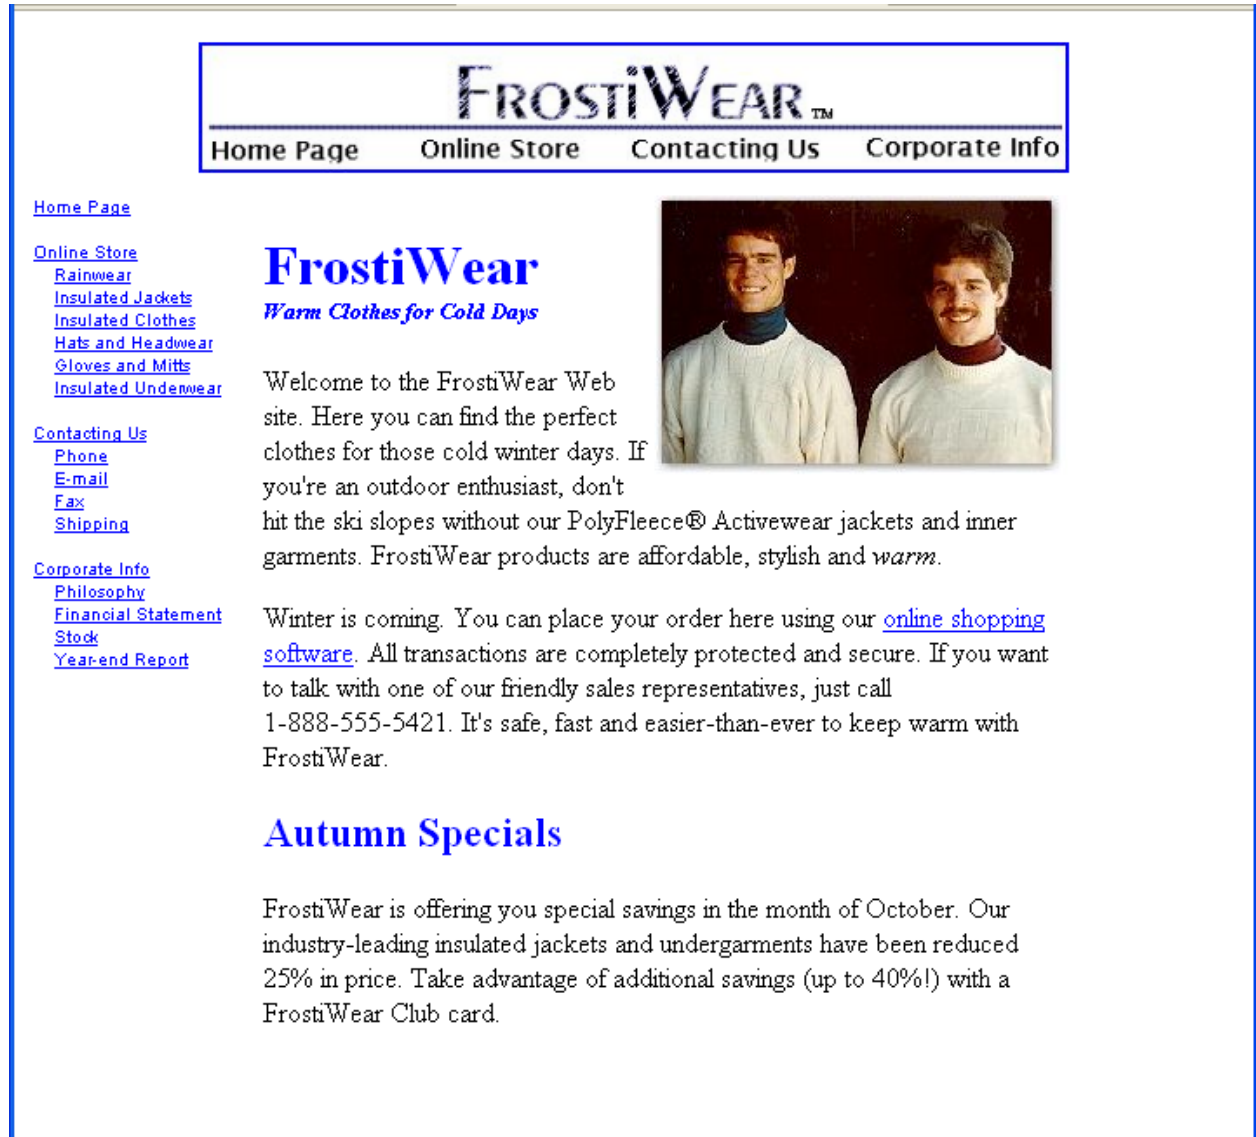 FROSTIWEAR TM
Home Page Online Store Contacting Us Corporate Info
Home Page
Online Store
Rainwear
Insulated Jackets
Insulated Clothes
Hats and Headwear
Gloves and Mitts
Insulated Underwear
Contacting Us
Phone
E-mail
Fax
Shipping
Corporate Info
Philosophy
Financial Statement
Stock
Year-end Report
FrostiWear
Warm Clothes for Cold Days
Welcome to the FrostiWear Web
site. Here you can find the perfect
clothes for those cold winter days. If
you're an outdoor enthusiast, don't
hit the ski slopes without our PolyFleece® Activewear jackets and inner
garments. FrostiWear products are affordable, stylish and warm.
Winter is coming. You can place your order here using our online shopping
software. All transactions are completely protected and secure. If you want
to talk with one of our friendly sales representatives, just call
1-888-555-5421. It's safe, fast and easier-than-ever to keep warm with
FrostiWear.
Autumn Specials
FrostiWear is offering you special savings in the month of October. Our
industry-leading insulated jackets and undergarments have been reduced
25% in price. Take advantage of additional savings (up to 40%!) with a
FrostiWear Club card.